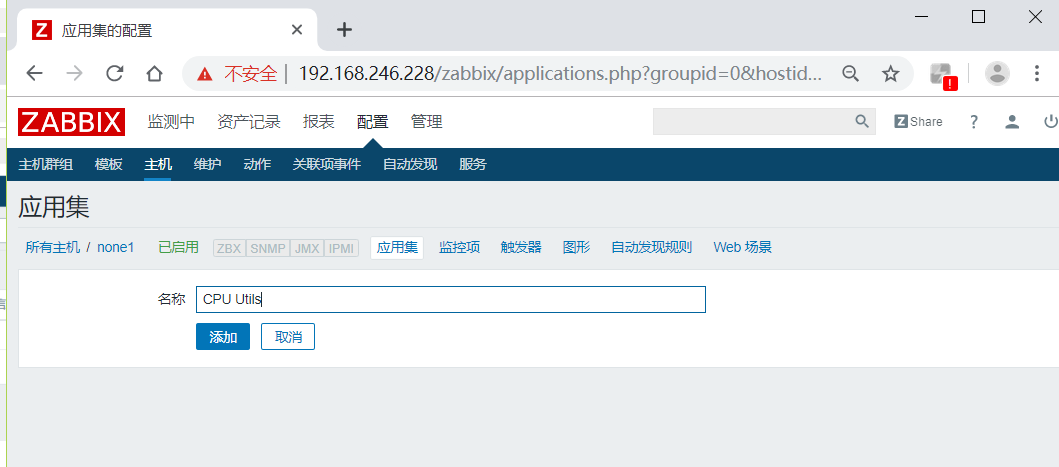 应用集的配置
不安全 192.168.246.228/zabbix/applications.php?groupid=0&hostid...
ZABBIX 监测中 资产记录 报表 配置 管理 Z Share ?
主机群组 模板 主机 维护 动作 关联项事件 自动发现 服务
应用集
所有主机 / none1 已启用 ZBX SNMP JMX IPMI 应用集 监控项 触发器 图形 自动发现规则 Web 场景
名称 CPU Utils
添加 取消